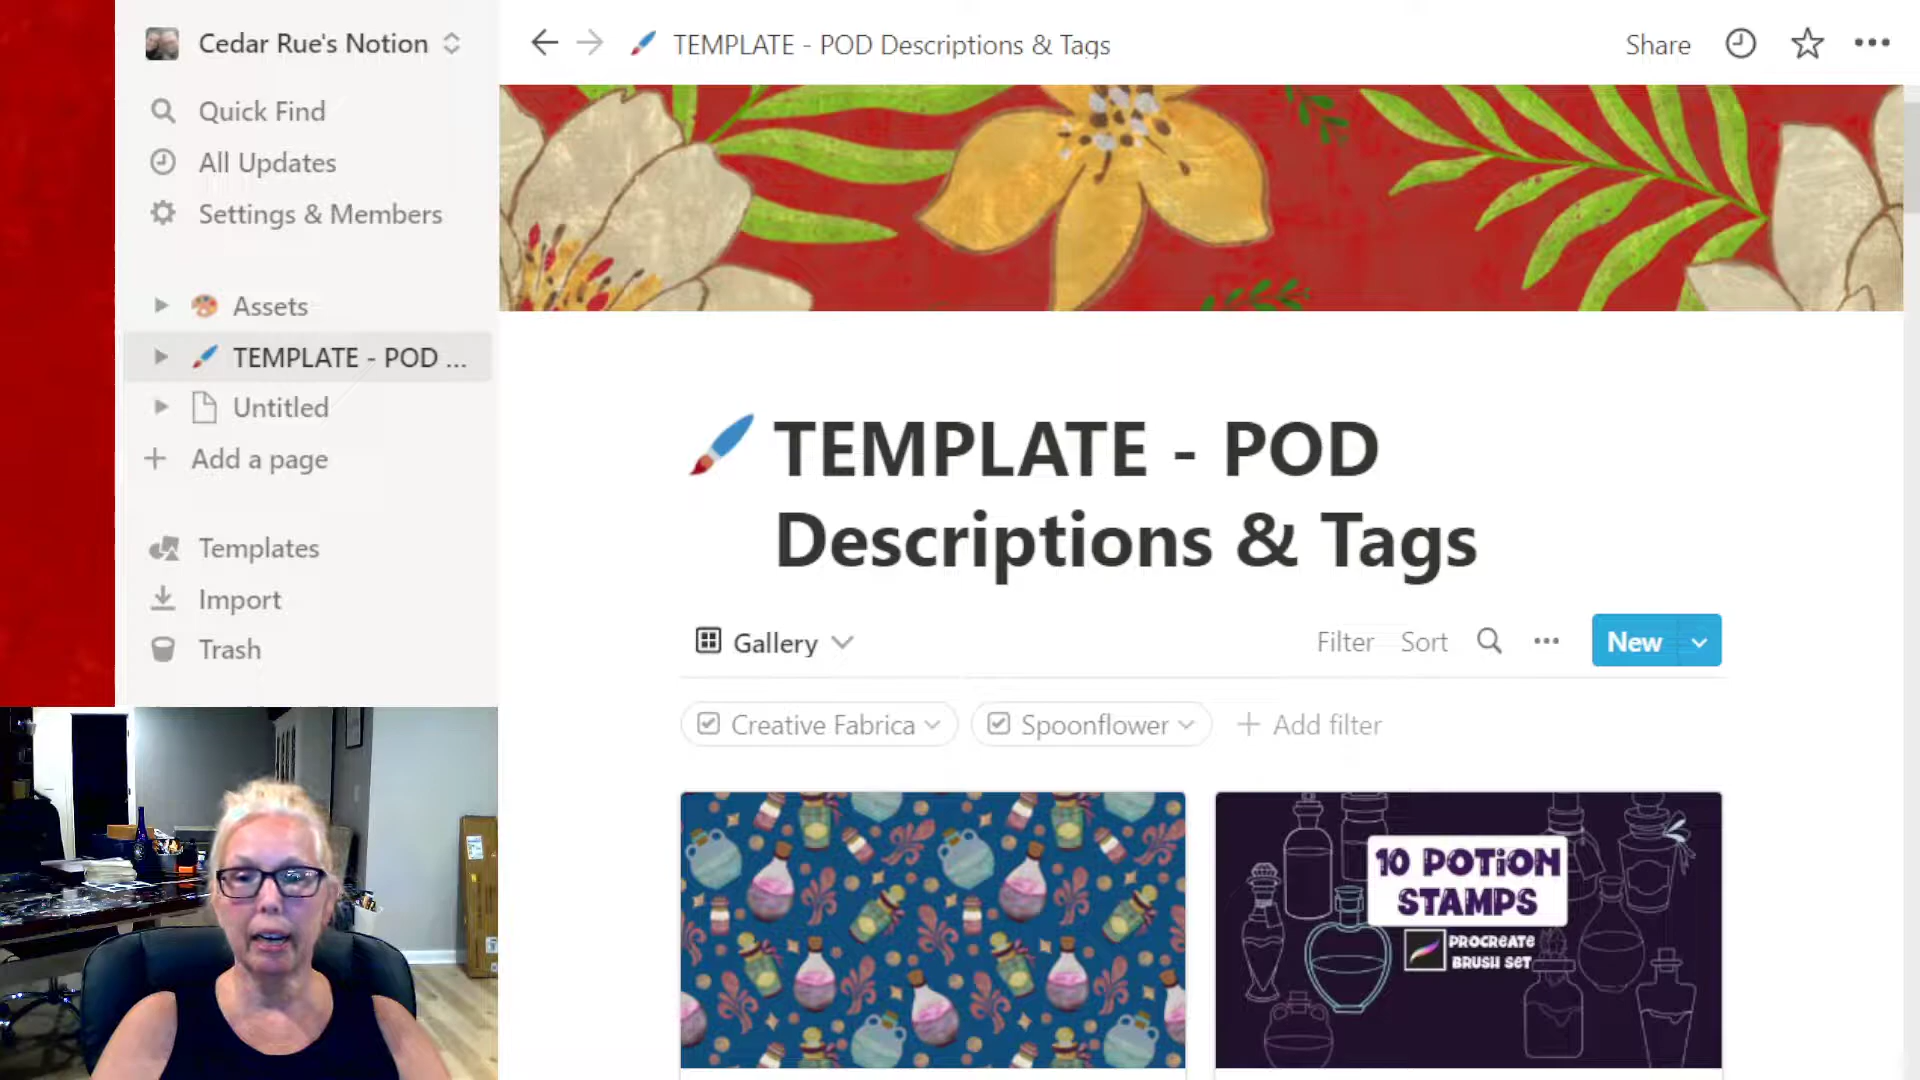 Cedar Rue's Notion
Quick Find
All Updates
Settings & Members
Assets
TEMPLATE - POD ...
Untitled
Add a page
Templates
Import
Trash
TEMPLATE - POD Descriptions & Tags
Share
TEMPLATE - POD
Descriptions & Tags
Gallery
Filter
Sort
New
Creative Fabrica
Spoonflower
Add filter
10 POTiON
STAMPS
PROCREATE
BRUSH SET